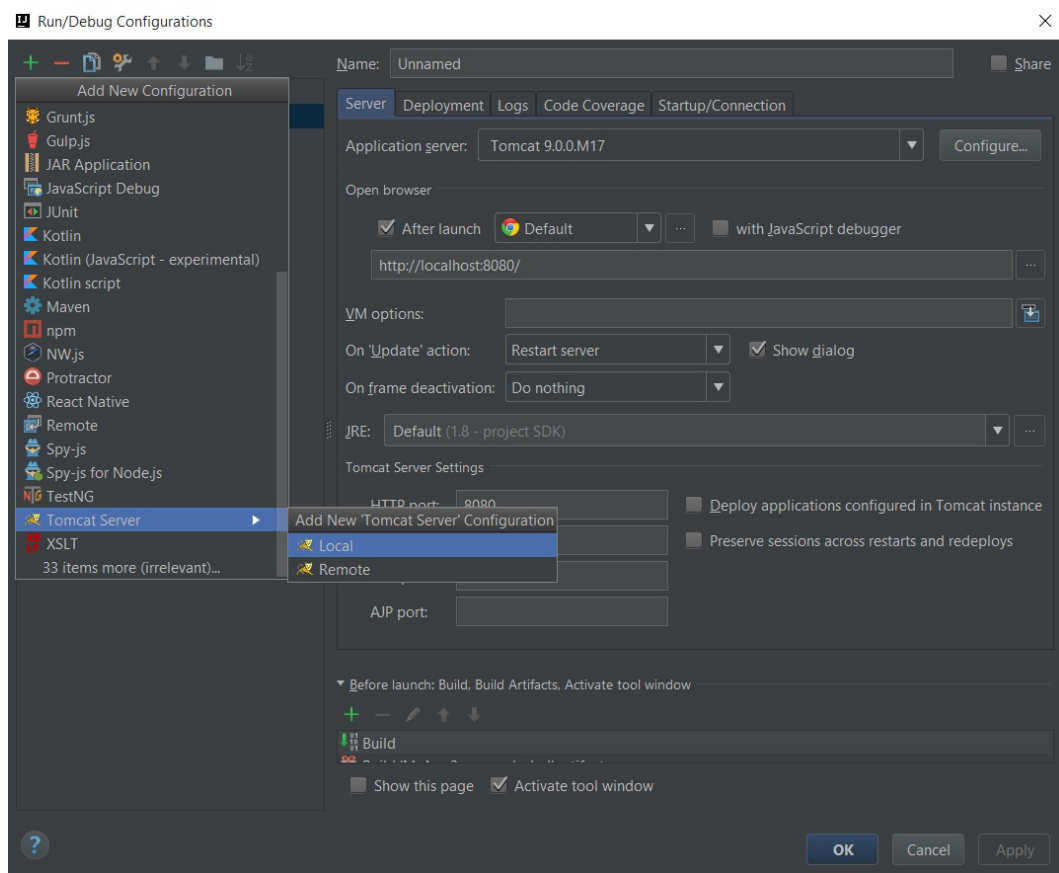 Run/Debug Configurations
Name: Unnamed
Share
Add New Configuration
Grunt.js
Gulp.js
JAR Application
JavaScript Debug
JUnit
Kotlin
Kotlin (JavaScript - experimental)
Kotlin script
Maven
npm
NW.js
Protractor
React Native
Remote
Spy-js
Spy-js for Node.js
TestNG
Tomcat Server
XSLT
33 items more (irrelevant)...
Add New 'Tomcat Server' Configuration
Local
Remote
Server Deployment Logs Code Coverage Startup/Connection
Application server: Tomcat 9.0.0.M17 Configure...
Open browser
After launch Default ... with JavaScript debugger
http://localhost:8080/ ...
VM options:
On 'Update' action: Restart server Show dialog
On frame deactivation: Do nothing
JRE: Default (1.8 - project SDK) ...
Tomcat Server Settings
HTTP port: 8080 Deploy applications configured in Tomcat instance
Preserve sessions across restarts and redeploys
AJP port:
Before launch: Build, Build Artifacts, Activate tool window
Build
Show this page Activate tool window
? OK Cancel Apply